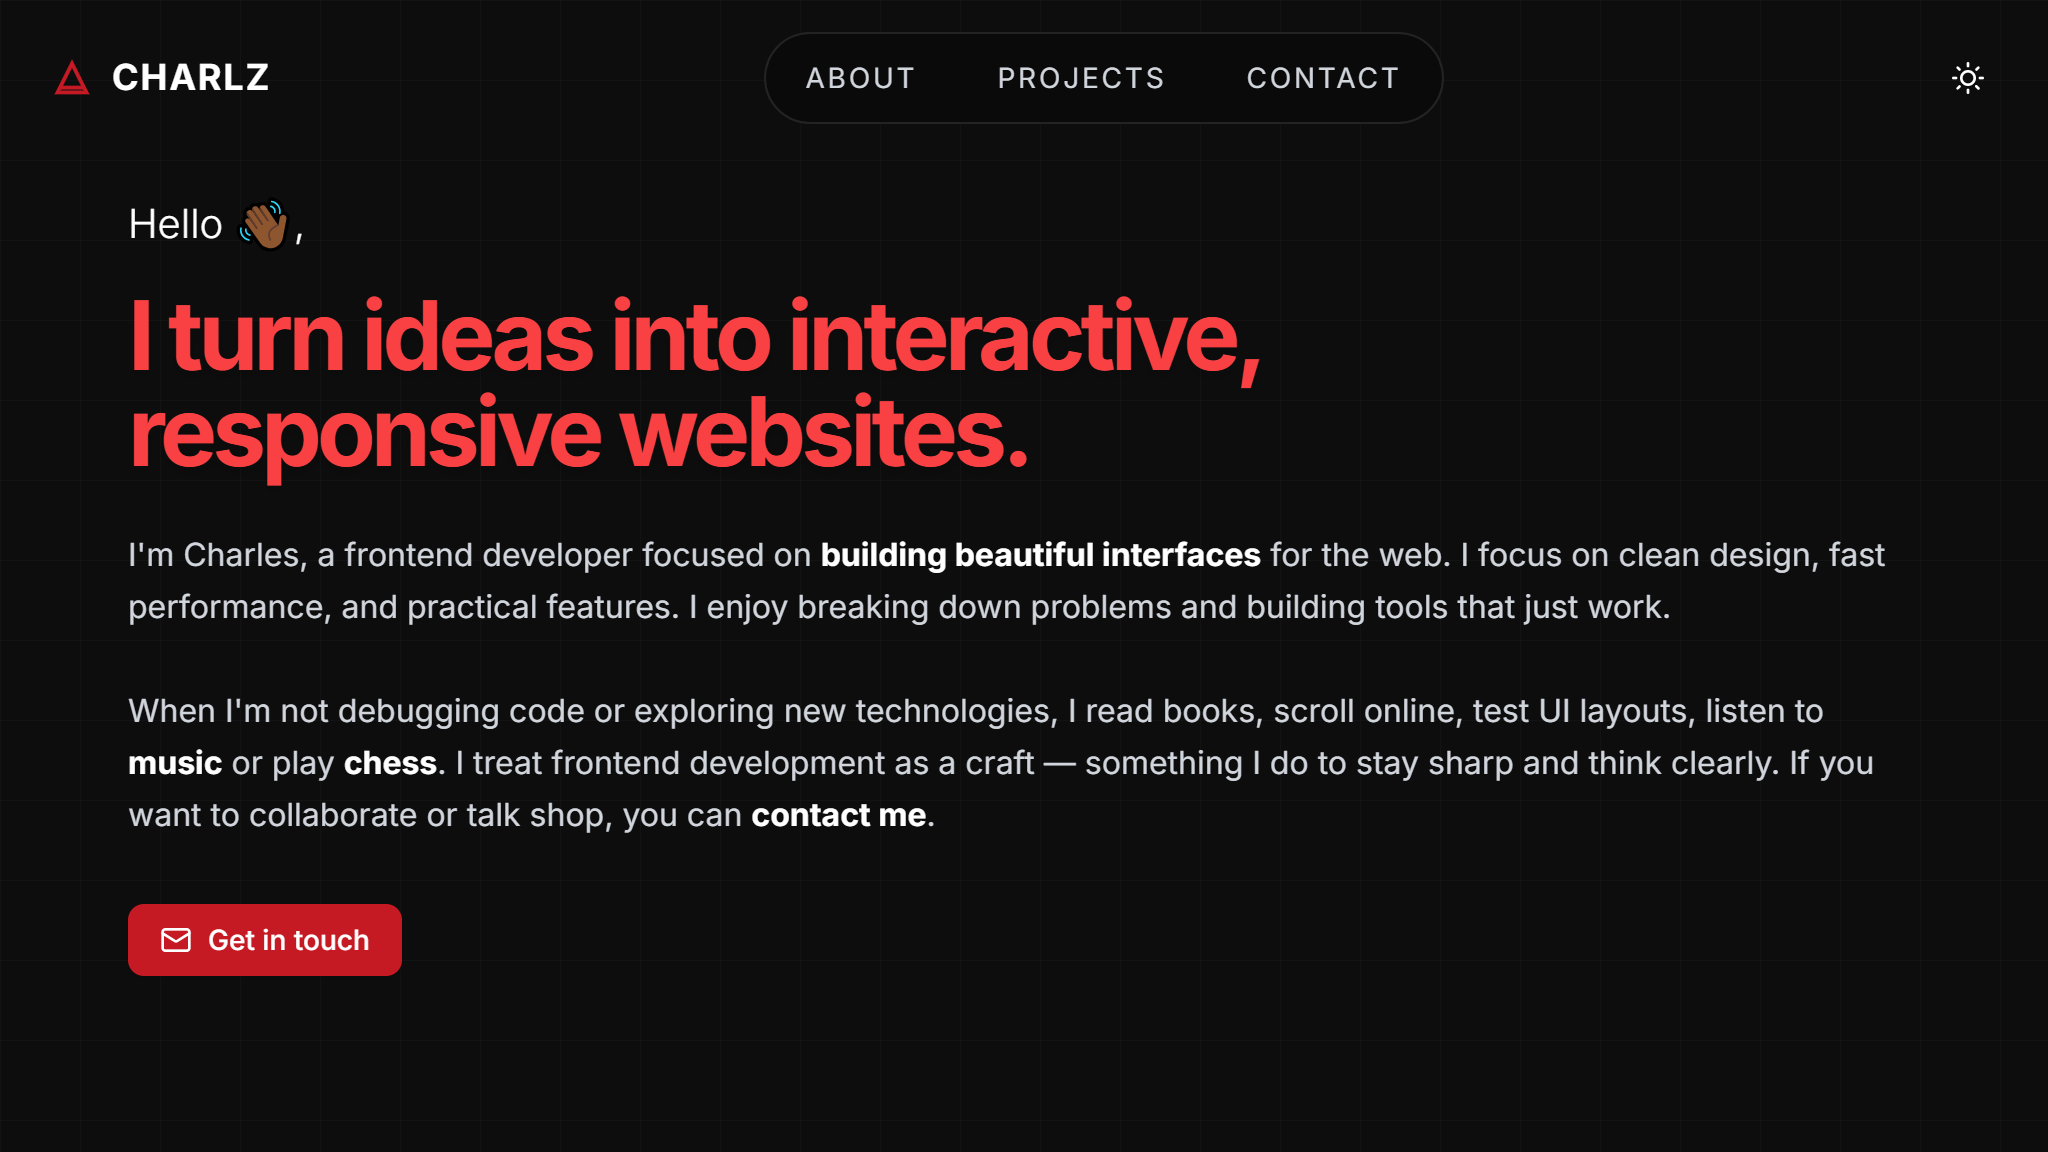 CHARLZ
ABOUT PROJECTS CONTACT
Hello 👋🏾,
I turn ideas into interactive,
responsive websites.
I'm Charles, a frontend developer focused on building beautiful interfaces for the web. I focus on clean design, fast
performance, and practical features. I enjoy breaking down problems and building tools that just work.
When I'm not debugging code or exploring new technologies, I read books, scroll online, test UI layouts, listen to
music or play chess. I treat frontend development as a craft — something I do to stay sharp and think clearly. If you
want to collaborate or talk shop, you can contact me.
Get in touch